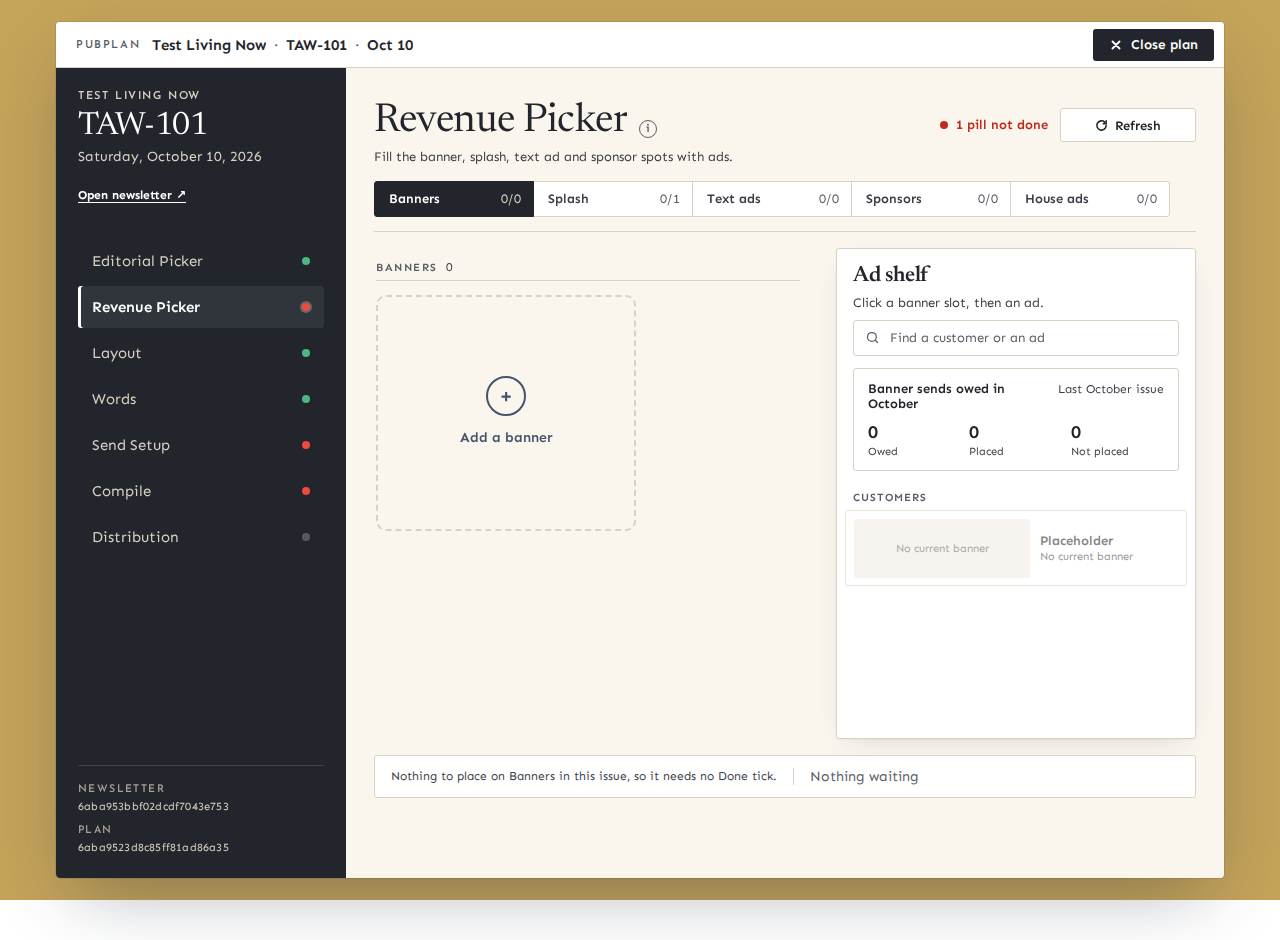 PUBPLAN Test Living Now · TAW-101 · Oct 10
Close plan
TEST LIVING NOW
TAW-101
Saturday, October 10, 2026
Open newsletter ↗
Editorial Picker
Revenue Picker
Layout
Words
Send Setup
Compile
Distribution
NEWSLETTER
6aba953bbf02dcdf7043e753
PLAN
6aba9523d8c85ff81ad86a35
Revenue Picker i
1 pill not done
Refresh
Fill the banner, splash, text ad and sponsor spots with ads.
Banners 0/0
Splash 0/1
Text ads 0/0
Sponsors 0/0
House ads 0/0
BANNERS 0
+
Add a banner
Ad shelf
Click a banner slot, then an ad.
Find a customer or an ad
Banner sends owed in
October
Last October issue
0 0 0
Owed Placed Not placed
CUSTOMERS
No current banner
Placeholder
No current banner
Nothing to place on Banners in this issue, so it needs no Done tick.
Nothing waiting